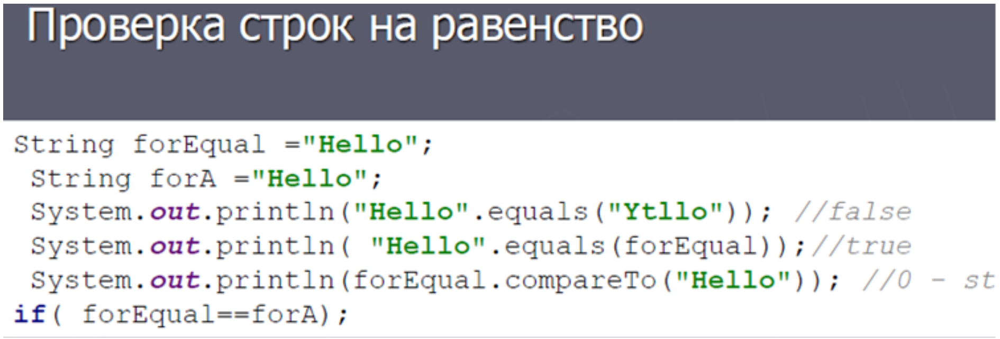 Проверка строк на равенство
String forEqual ="Hello";
String forA ="Hello";
System.out.println("Hello".equals("Ytllo")); //false
System.out.println( "Hello".equals(forEqual));//true
System.out.println(forEqual.compareTo("Hello")); //0 - st
if( forEqual==forA);